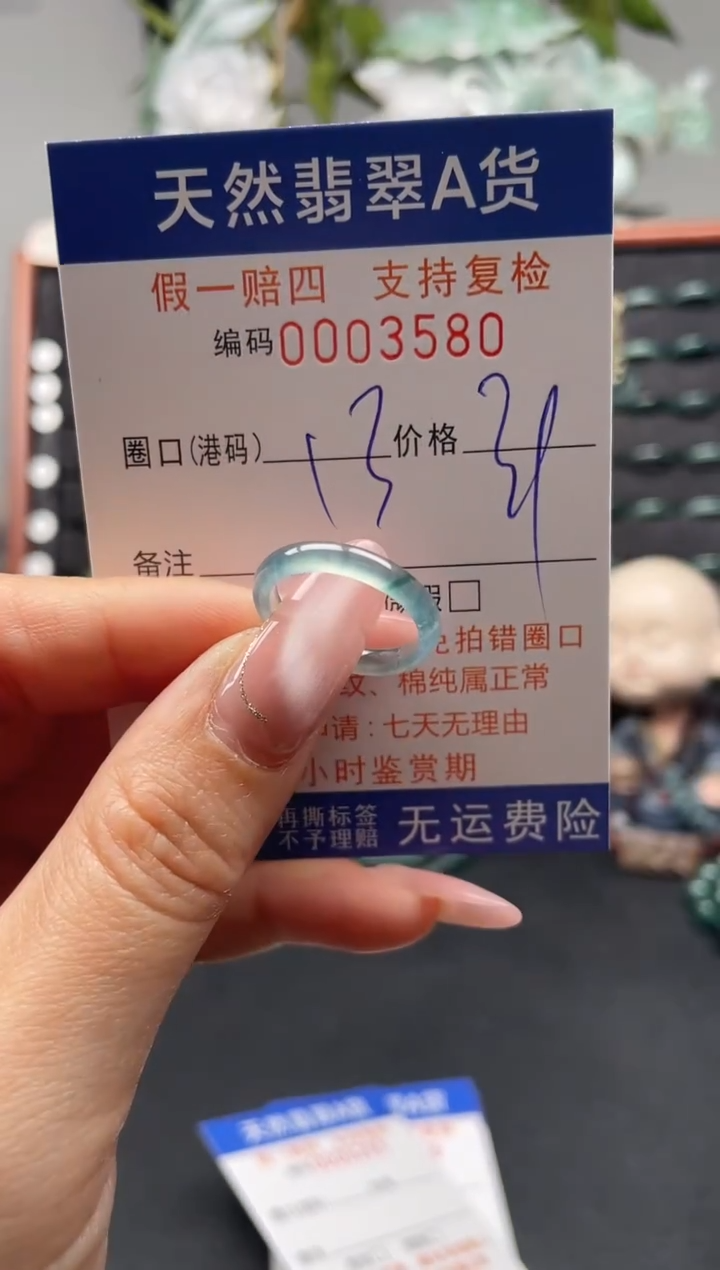 天然翡翠A货
假一赔四 支持复检
编码0003580
圈口(港码) 13 价格
备注
拍错圈口
纹、棉纯属正常
申请:七天无理由
小时鉴赏期
再撕标签
不予理赔
无运费险